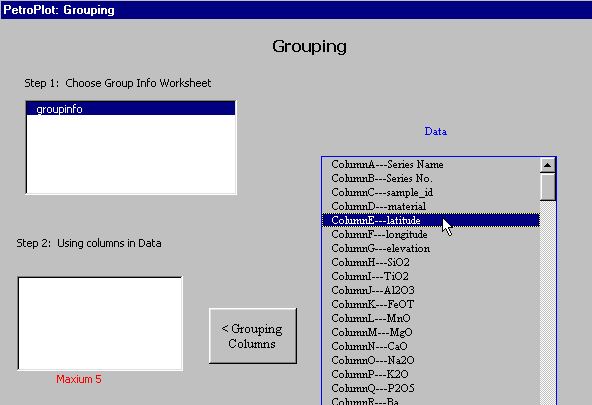 PetroPlot: Grouping
Grouping
Step 1:  Choose Group Info Worksheet
groupinfo
Data
ColumnA---Series Name
ColumnB---Series No.
ColumnC---sample_id
ColumnD---material
ColumnE---latitude
ColumnF---longitude
ColumnG---elevation
ColumnH---SiO2
ColumnI---TiO2
ColumnJ---Al2O3
ColumnK---FeOT
ColumnL---MnO
ColumnM---MgO
ColumnN---CaO
ColumnO---Na2O
ColumnP---K2O
ColumnQ---P2O5
ColumnR---Ba
Step 2:  Using columns in Data
< Grouping
Columns
Maxium 5